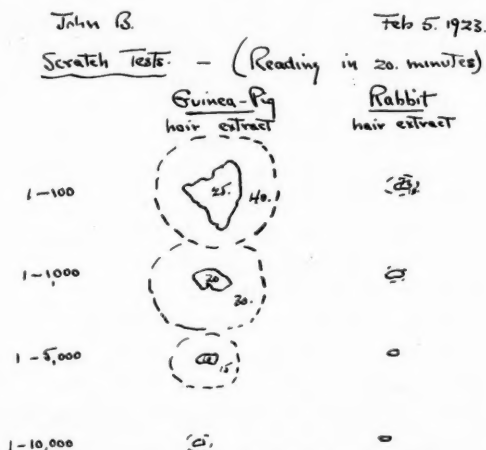 John B. Feb 5. 1923.
Scratch Tests. — (Reading in 20. minutes)
Guinea-Pig Rabbit
hair extract hair extract
1-100 25. 40.
1-1,000 20 30.
1-5,000 15.
1-10,000